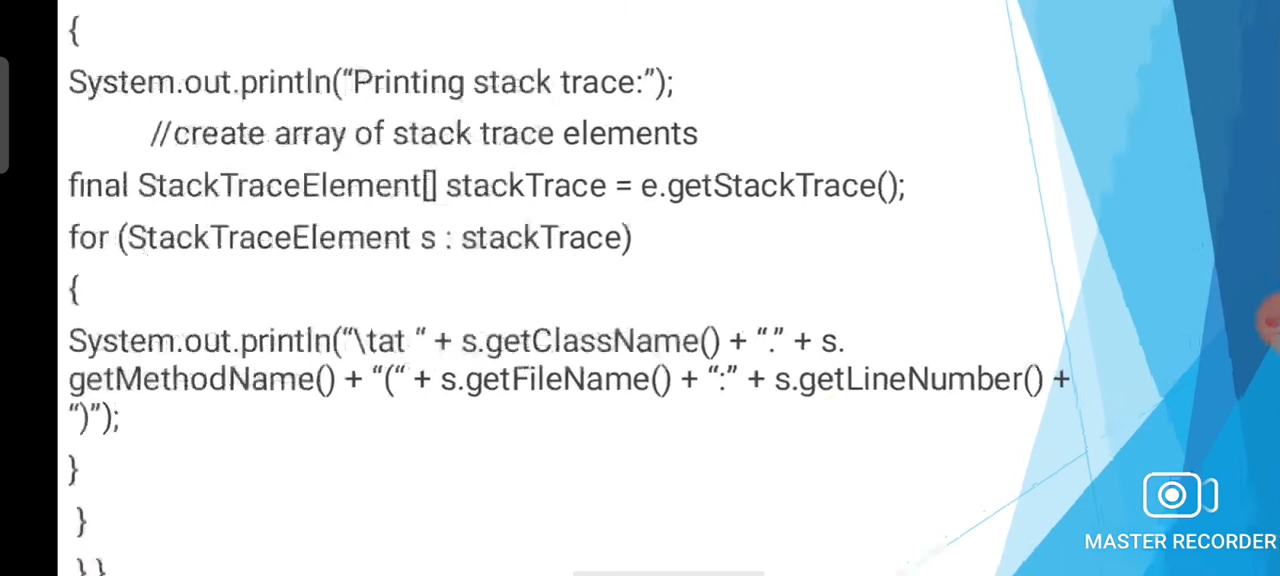 {
System.out.println(“Printing stack trace:”);
//create array of stack trace elements
final StackTraceElement[] stackTrace = e.getStackTrace();
for (StackTraceElement s : stackTrace)
{
System.out.println(“\tat “ + s.getClassName() + “.” + s.
getMethodName() + “(“ + s.getFileName() + “:” + s.getLineNumber() +
“)”);
}
}
}}
MASTER RECORDER